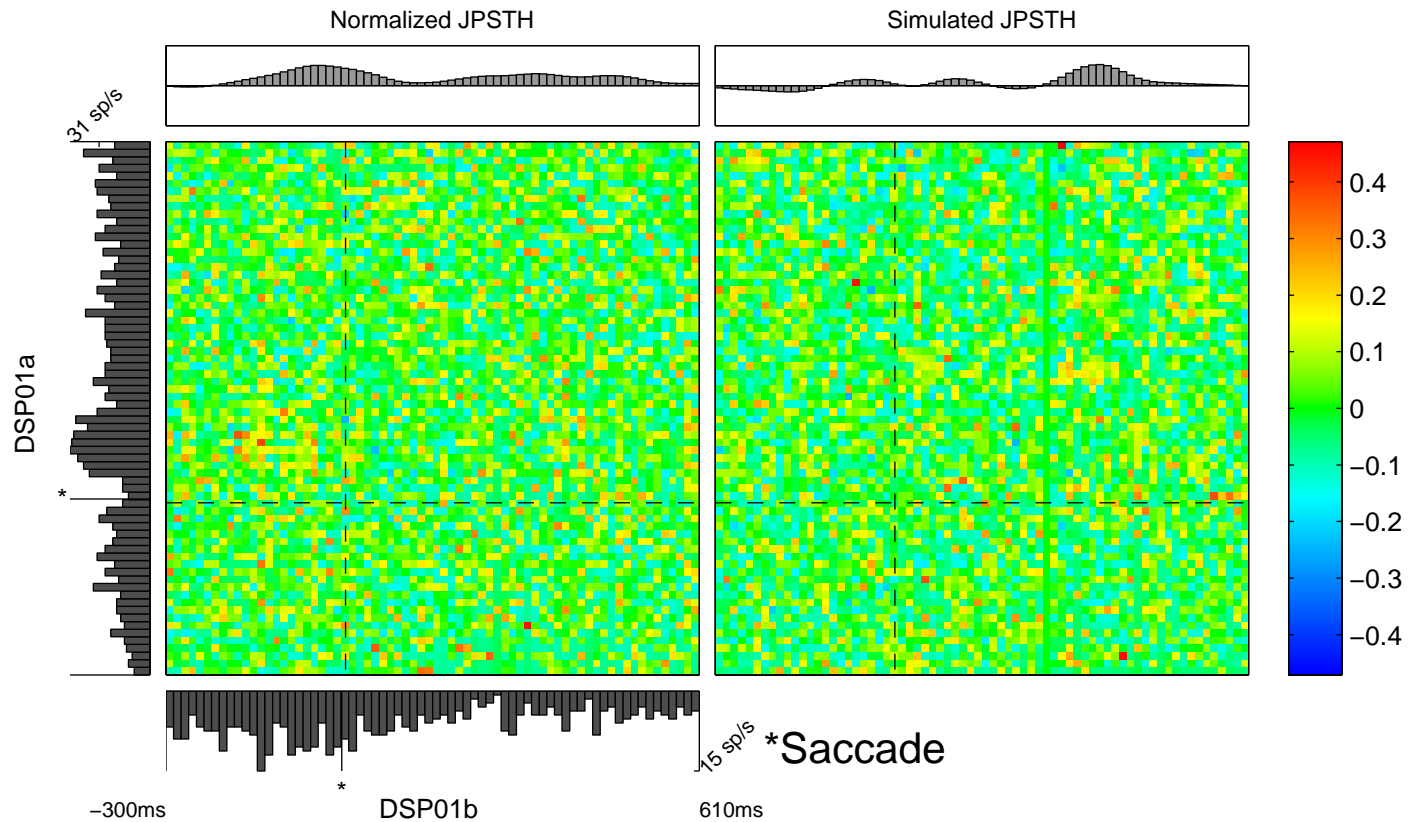 Normalized JPSTH
Simulated JPSTH
31 sp/s
DSP01a
*
0.4
0.3
0.2
0.1
0
−0.1
−0.2
−0.3
−0.4
15 sp/s
*Saccade
*
−300ms
DSP01b
610ms